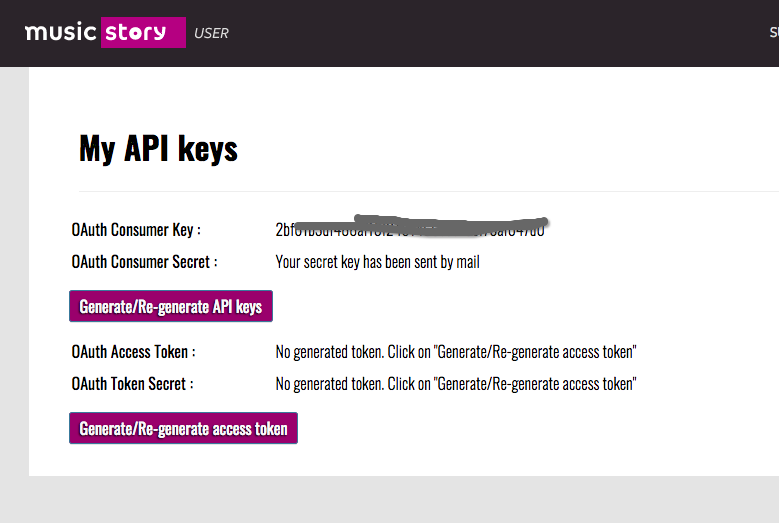 music story USER
My API keys
OAuth Consumer Key :
OAuth Consumer Secret : Your secret key has been sent by mail
Generate/Re-generate API keys
OAuth Access Token : No generated token. Click on "Generate/Re-generate access token"
OAuth Token Secret : No generated token. Click on "Generate/Re-generate access token"
Generate/Re-generate access token